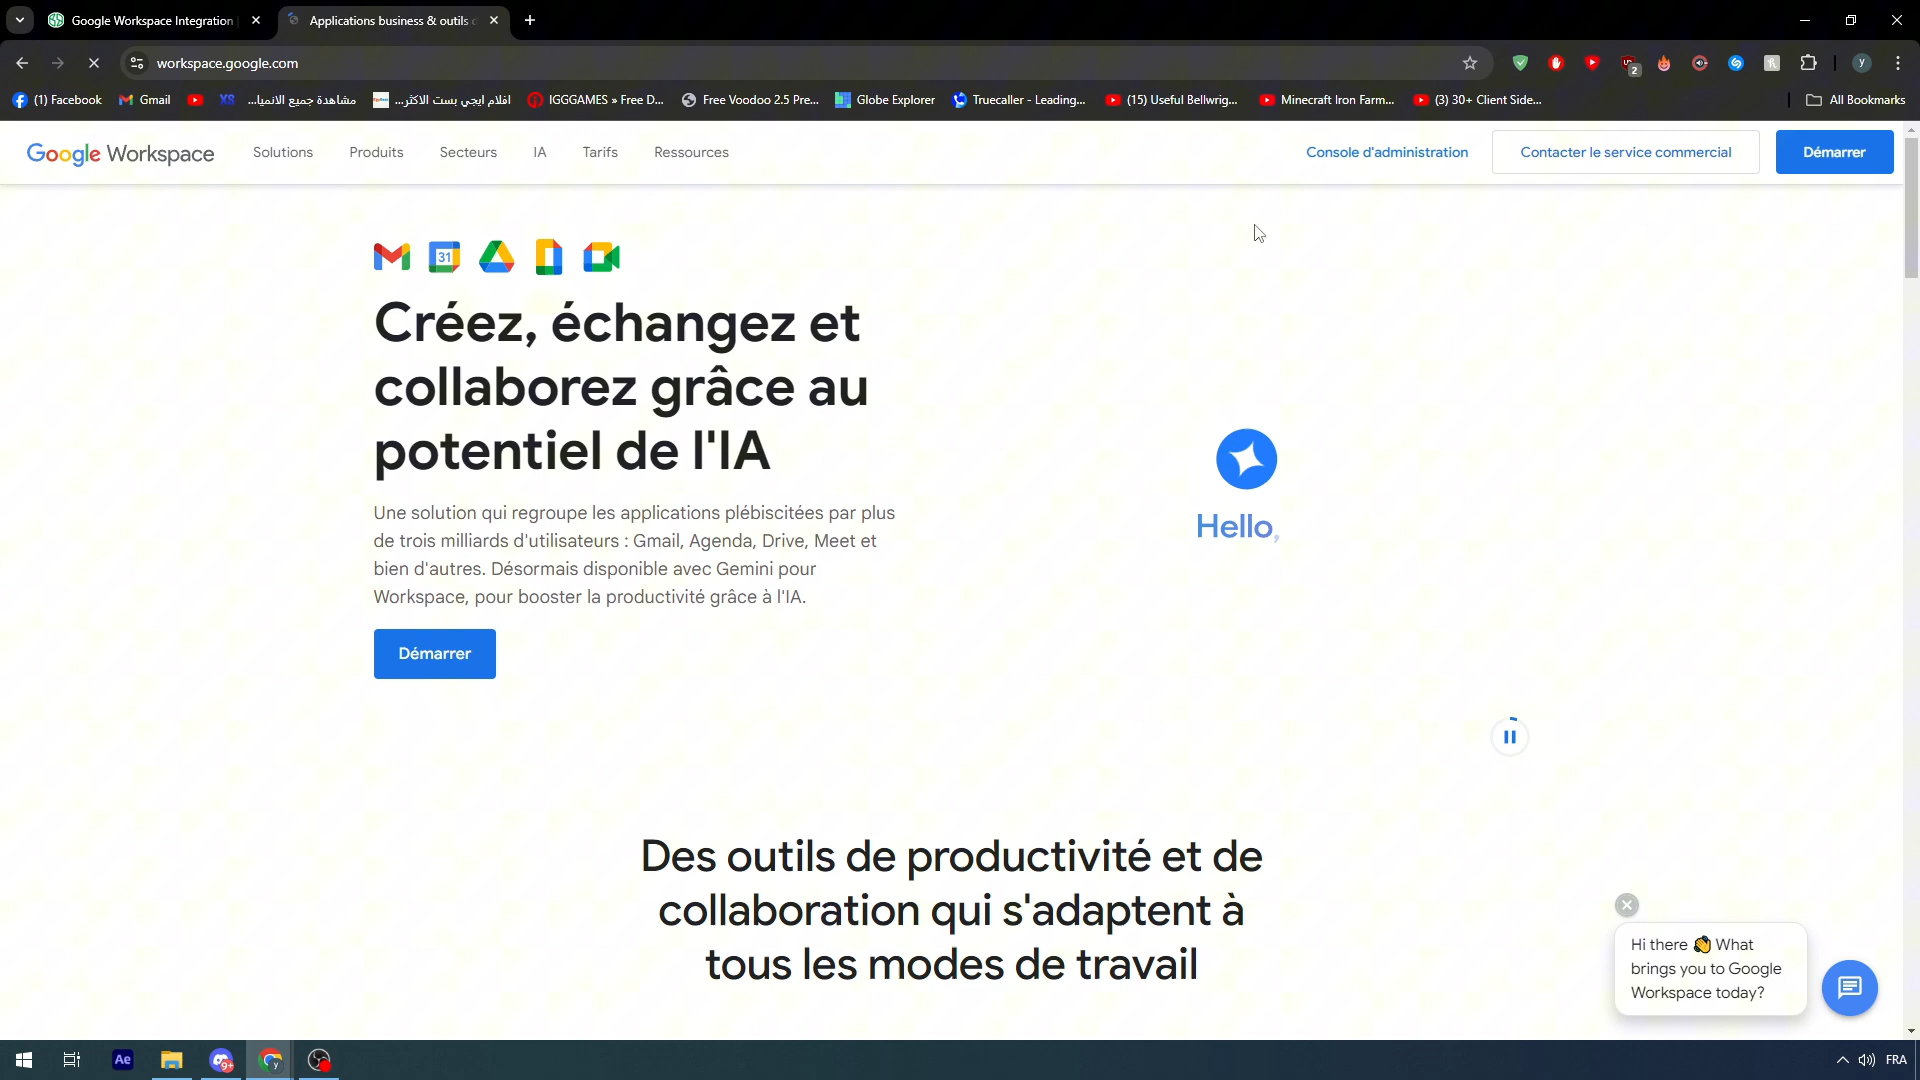 Google Workspace Integration
Applications business & outils
workspace.google.com
(1) Facebook
Gmail
مشاهدة جميع الانميا...
افلام ايجي بست الاكثر...
IGGGAMES » Free D...
Free Voodoo 2.5 Pre...
Globe Explorer
Truecaller - Leading...
(15) Useful Bellwrig...
Minecraft Iron Farm...
(3) 30+ Client Side...
All Bookmarks
Google Workspace
Solutions
Produits
Secteurs
IA
Tarifs
Ressources
Console d'administration
Contacter le service commercial
Démarrer
31
Créez, échangez et
collaborez grâce au
potentiel de l'IA
Une solution qui regroupe les applications plébiscitées par plus
de trois milliards d'utilisateurs : Gmail, Agenda, Drive, Meet et
bien d'autres. Désormais disponible avec Gemini pour
Workspace, pour booster la productivité grâce à l'IA.
Démarrer
Hello,
Des outils de productivité et de
collaboration qui s'adaptent à
tous les modes de travail
Hi there 👋 What
brings you to Google
Workspace today?
Ae
9+
FRA